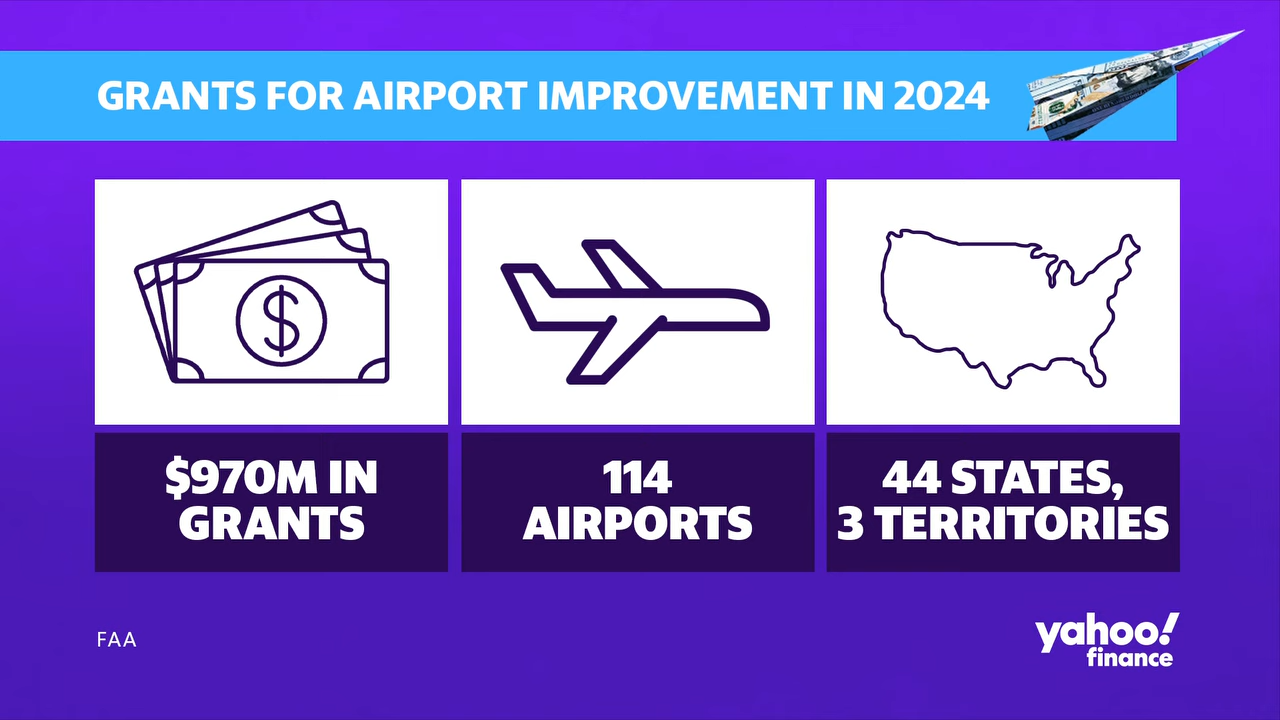 GRANTS FOR AIRPORT IMPROVEMENT IN 2024
$970M IN
GRANTS
114
AIRPORTS
44 STATES,
3 TERRITORIES
FAA
yahoo!
finance